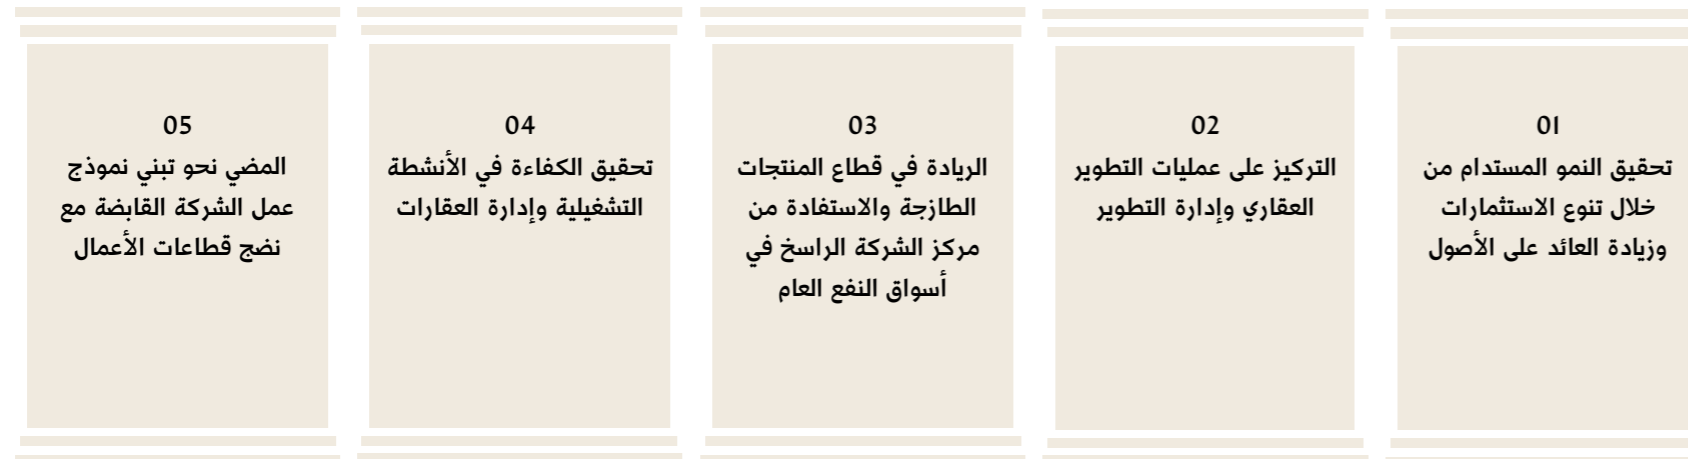 01
تحقيق النمو المستدام من
خلال تنوع الاستثمارات
وزيادة العائد على الأصول
02
التركيز على عمليات التطوير
العقاري وإدارة التطوير
03
الريادة في قطاع المنتجات
الطازجة والاستفادة من
مركز الشركة الراسخ في
أسواق النفع العام
04
تحقيق الكفاءة في الأنشطة
التشغيلية وإدارة العقارات
05
المضي نحو تبني نموذج
عمل الشركة القابضة مع
نضج قطاعات الأعمال